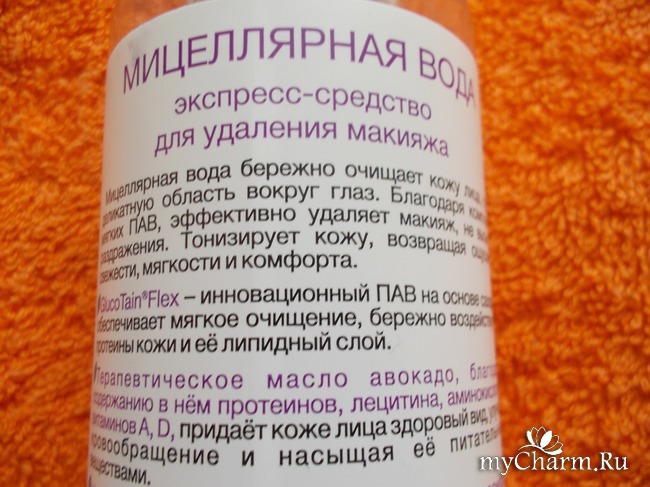 МИЦЕЛЛЯРНАЯ ВОДА
экспресс-средство
для удаления макияжа
Мицеллярная вода бережно очищает кожу лица
деликатную область вокруг глаз. Благодаря
мягких ПАВ, эффективно удаляет макияж, не
раздражения. Тонизирует кожу, возвращая
свежести, мягкости и комфорта.
GlucoTain®Flex – инновационный ПАВ на основе
обеспечивает мягкое очищение, бережно
протеины кожи и её липидный слой.
Терапевтическое масло авокадо,
содержанию в нём протеинов, лецитина,
витаминов A, D, придаёт коже лица здоровый вид,
кровообращение и насыщая её
веществами.
myCharm.Ru